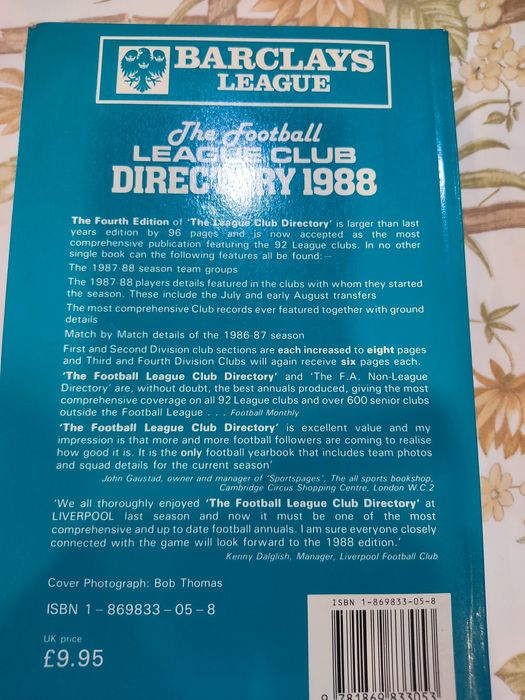 BARCLAYS
LEAGUE
The Football
LEAGUE CLUB
DIRECTORY 1988
The Fourth Edition of 'The League Club Directory' is larger than last
years edition by 96 pages and is now accepted as the most
comprehensive publication featuring the 92 League clubs. In no other
single book can the following features all be found:—
The 1987-88 season team groups
The 1987-88 players details featured in the clubs with whom they started
the season. These include the July and early August transfers
The most comprehensive Club records ever featured together with ground
details
Match by Match details of the 1986-87 season
First and Second Division club sections are each increased to eight pages
and Third and Fourth Division Clubs will again receive six pages each.
'The Football League Club Directory' and 'The F.A. Non-League
Directory' are, without doubt, the best annuals produced, giving the most
comprehensive coverage on all 92 League clubs and over 600 senior clubs
outside the Football League . . . Football Monthly
'The Football League Club Directory' is excellent value and my
impression is that more and more football followers are coming to realise
how good it is. It is the only football yearbook that includes team photos
and squad details for the current season'
John Gaustad, owner and manager of 'Sportspages', The all sports bookshop,
Cambridge Circus Shopping Centre, London W.C.2
'We all thoroughly enjoyed 'The Football League Club Directory' at
LIVERPOOL last season and now it must be one of the most
comprehensive and up to date football annuals. I am sure everyone closely
connected with the game will look forward to the 1988 edition.'
Kenny Dalglish, Manager, Liverpool Football Club
Cover Photograph: Bob Thomas
ISBN 1-869833-05-8
ISBN 1-869833-05-8
UK price
£9.95
9 781869 833053